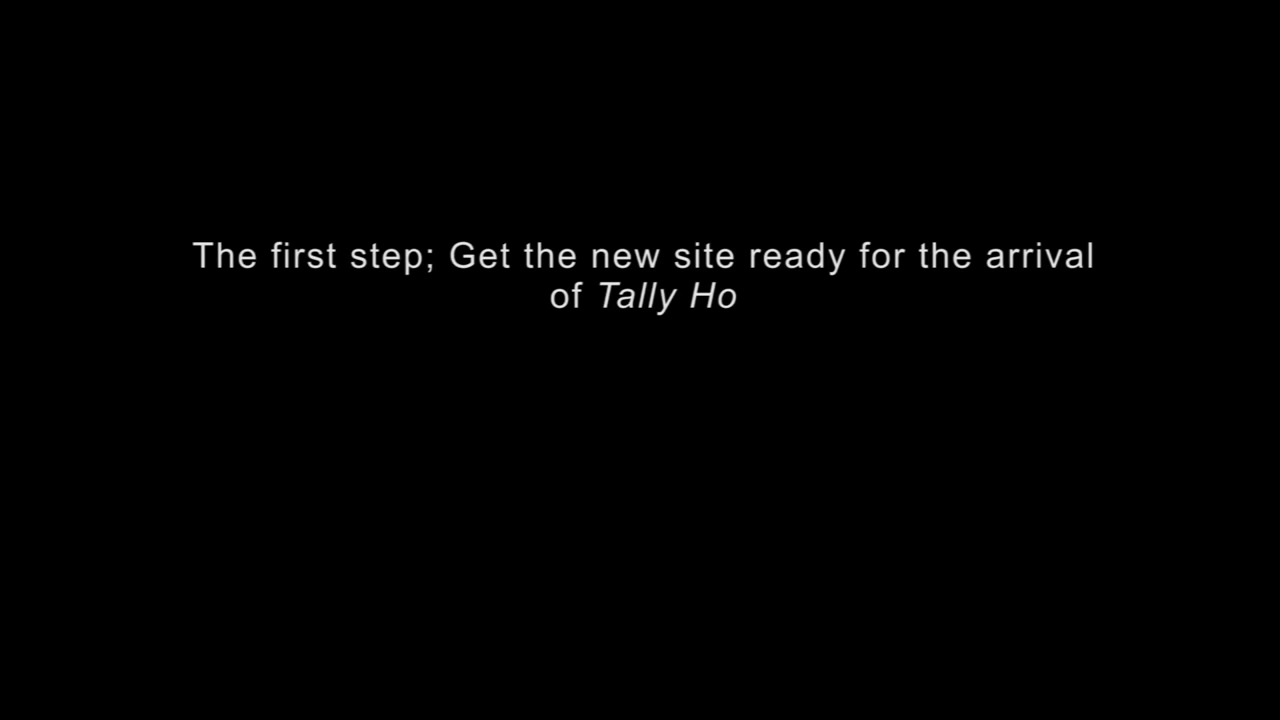 The first step; Get the new site ready for the arrival
of Tally Ho